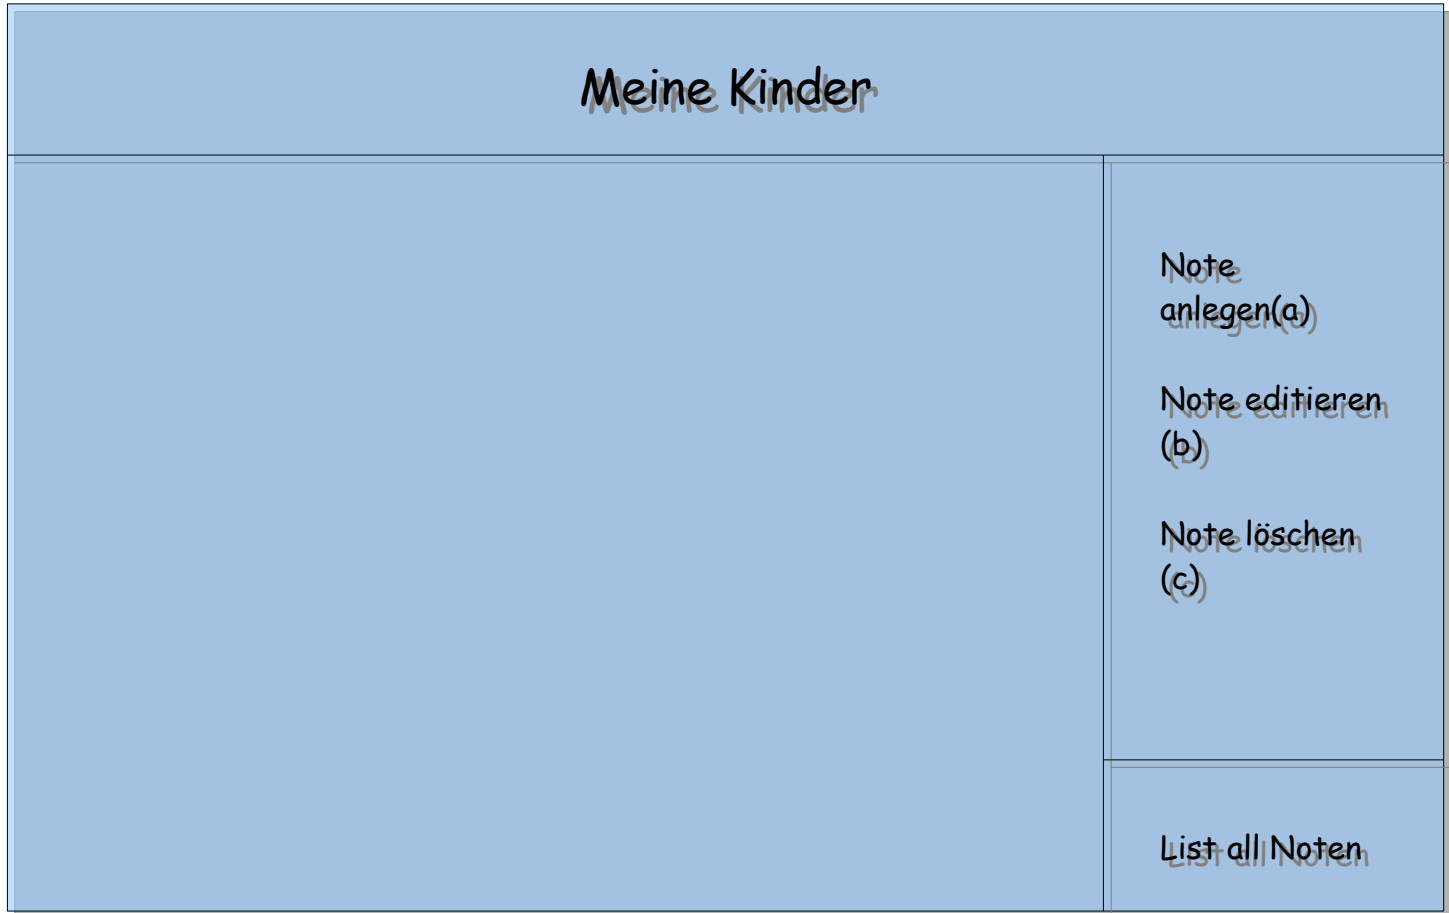 Meine Kinder
Note
anlegen(a)
Note editieren
(b)
Note löschen
(c)
List all Noten